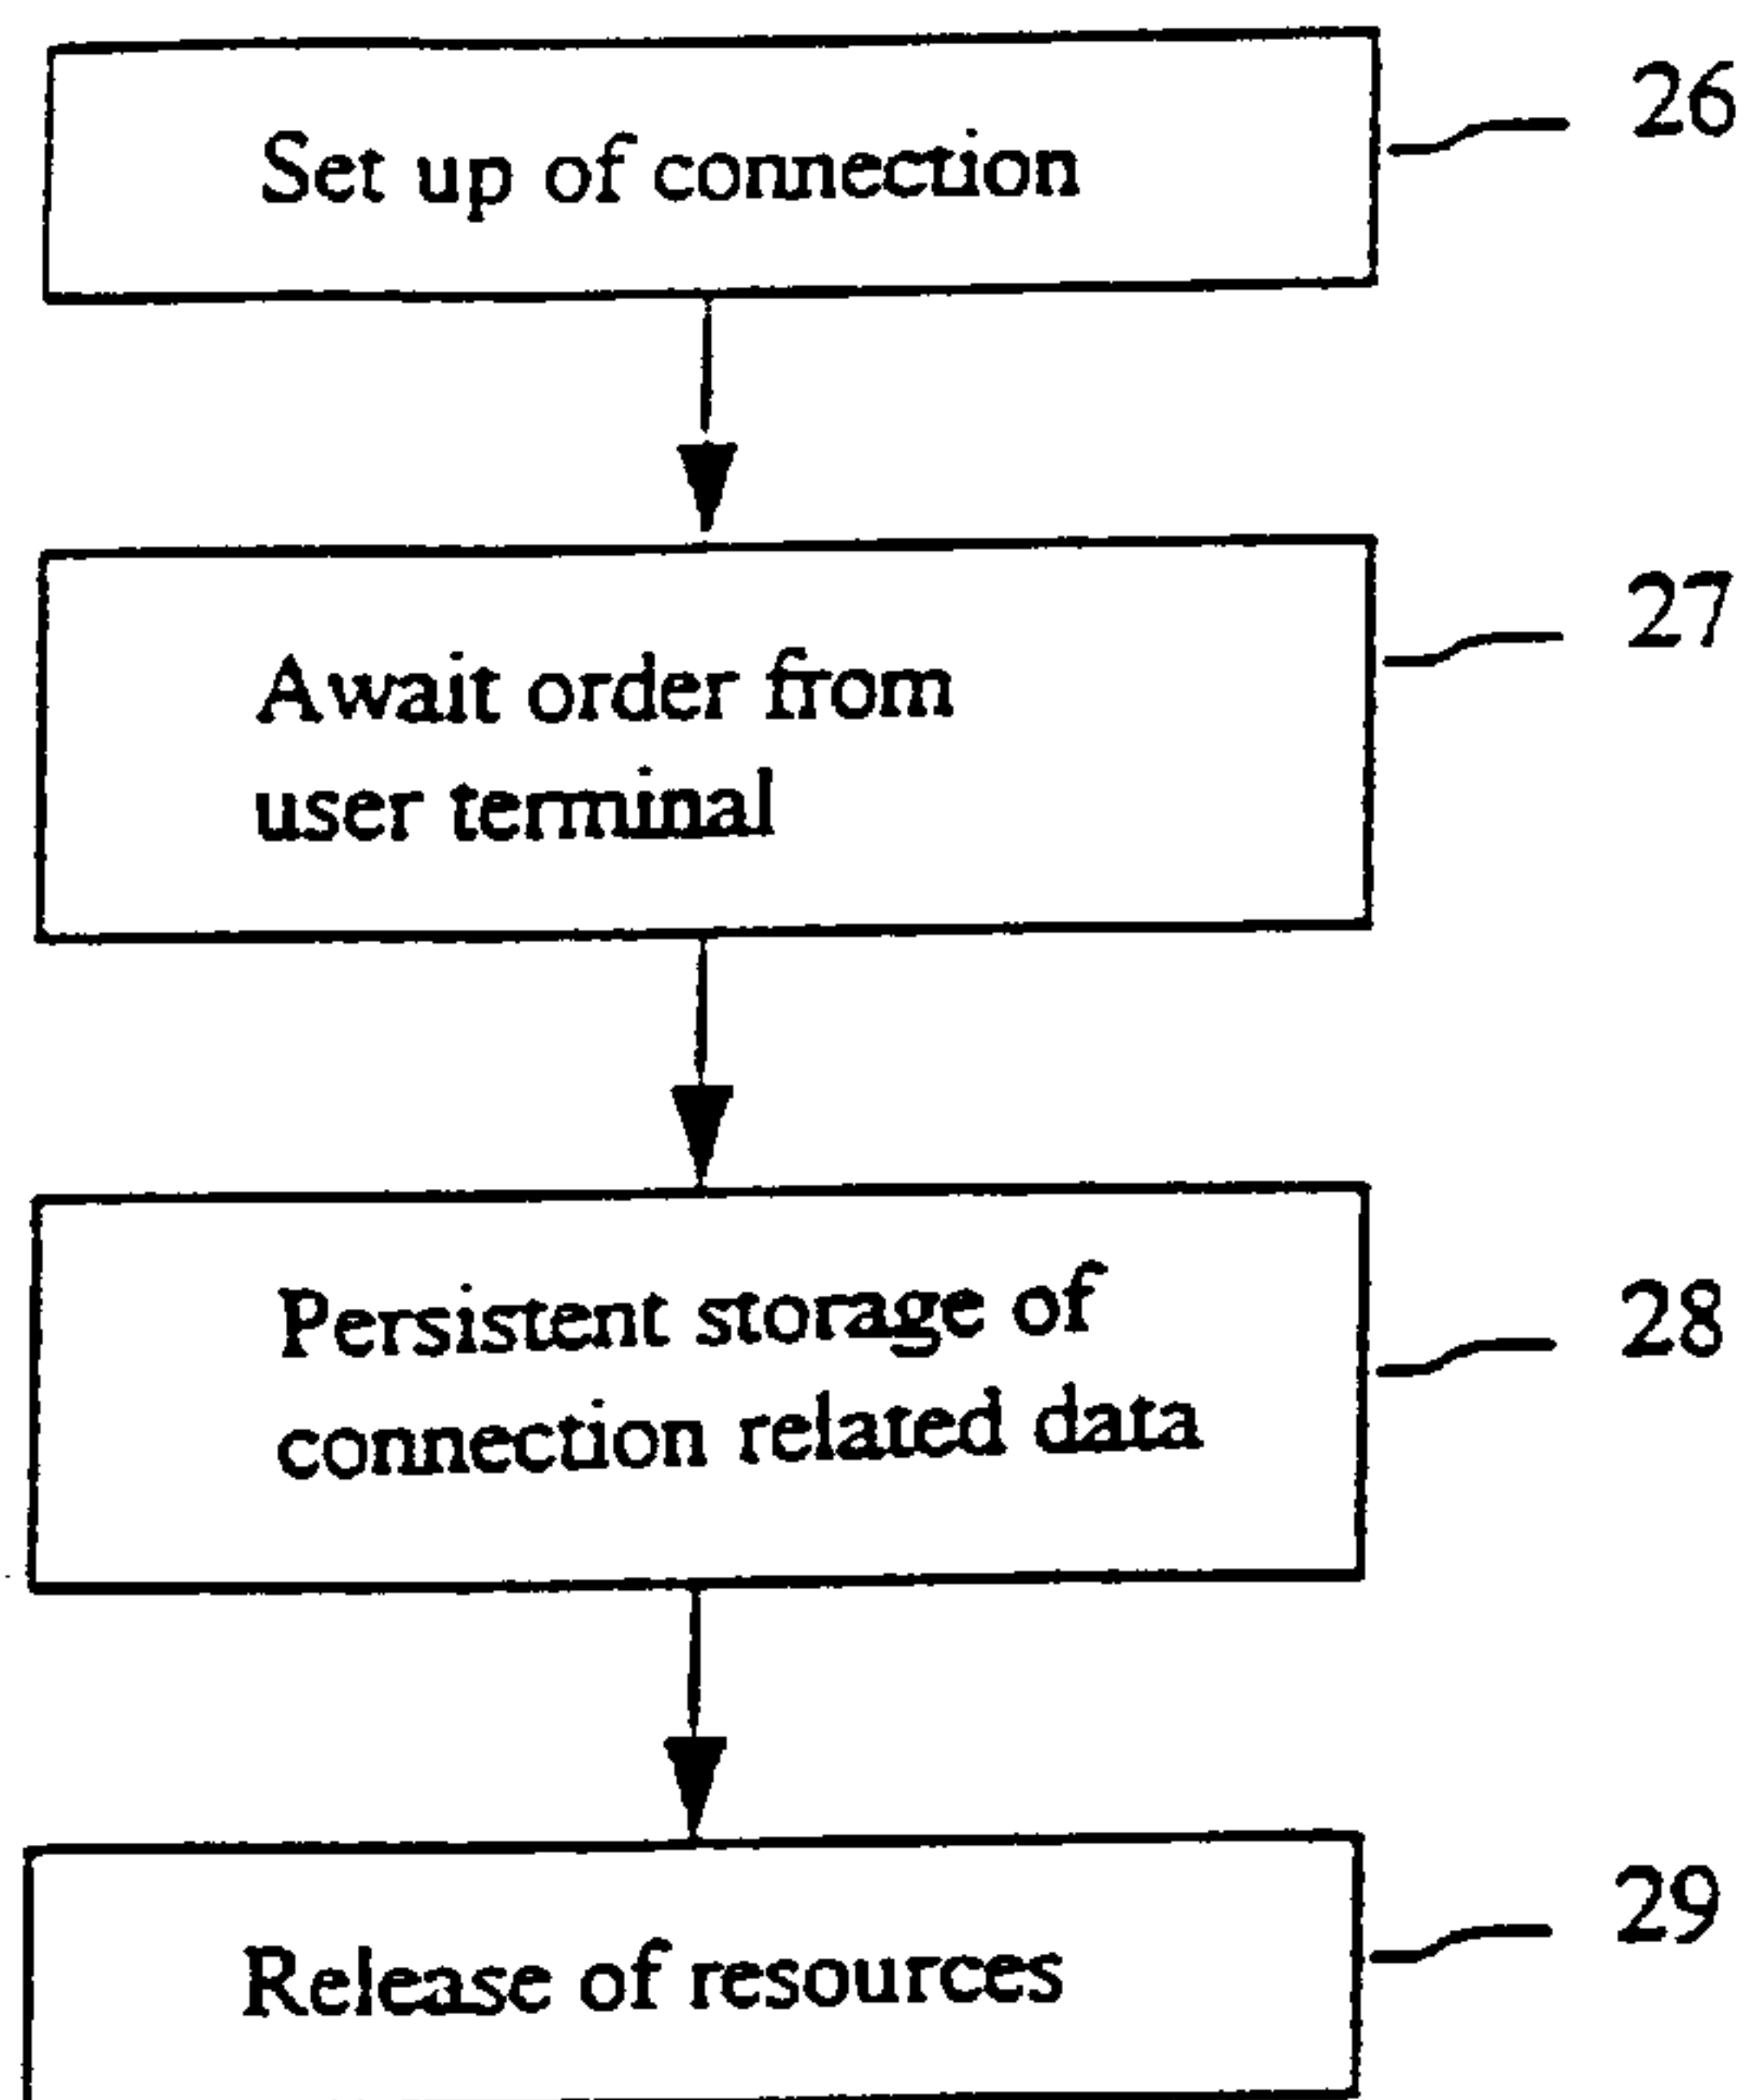 Set up of connection
26
Await order from
user terminal
27
Persistent storage of
connection related data
28
Release of resources
29